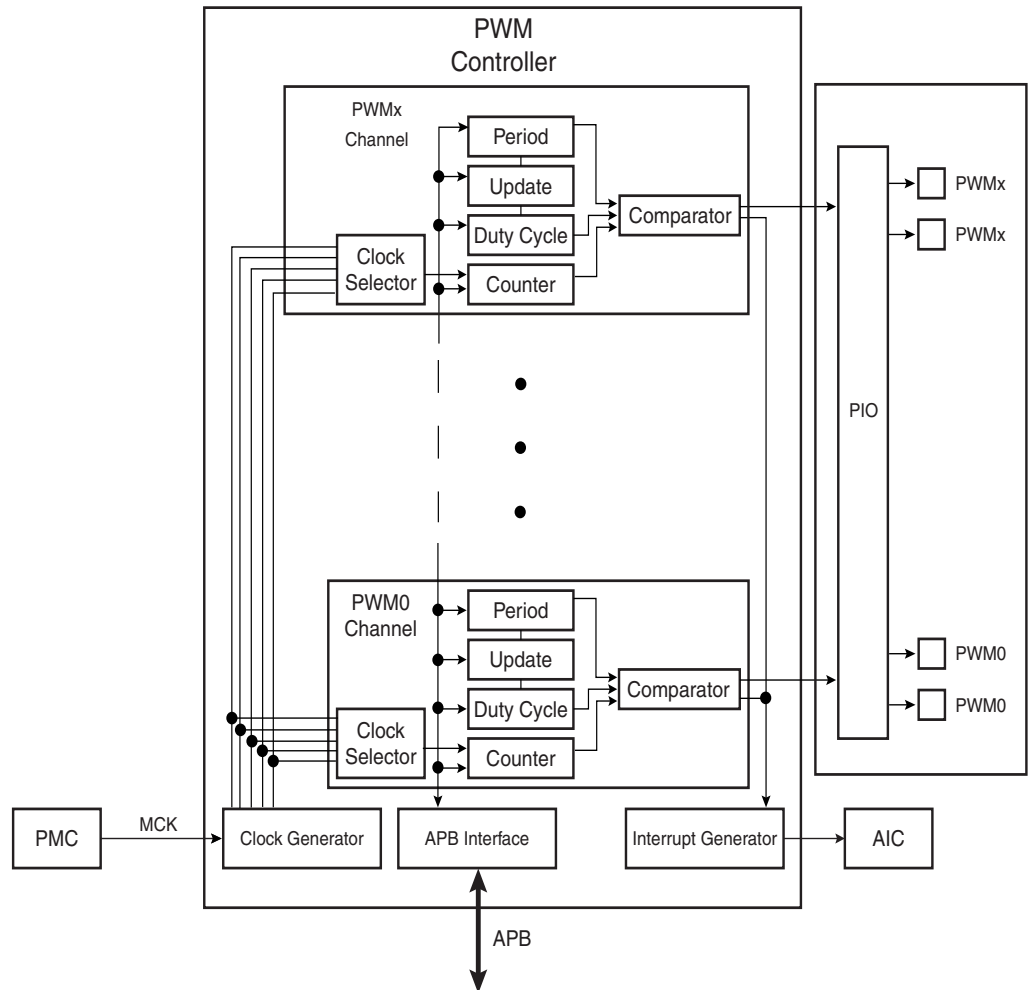 PWM
Controller
PWMx
Channel
Period
Update
Duty Cycle
Counter
Clock
Selector
Comparator
PIO
PWMx
PWMx
PWM0
Channel
Period
Update
Duty Cycle
Counter
Clock
Selector
Comparator
PWM0
PWM0
PMC
MCK
Clock Generator
APB Interface
Interrupt Generator
AIC
APB